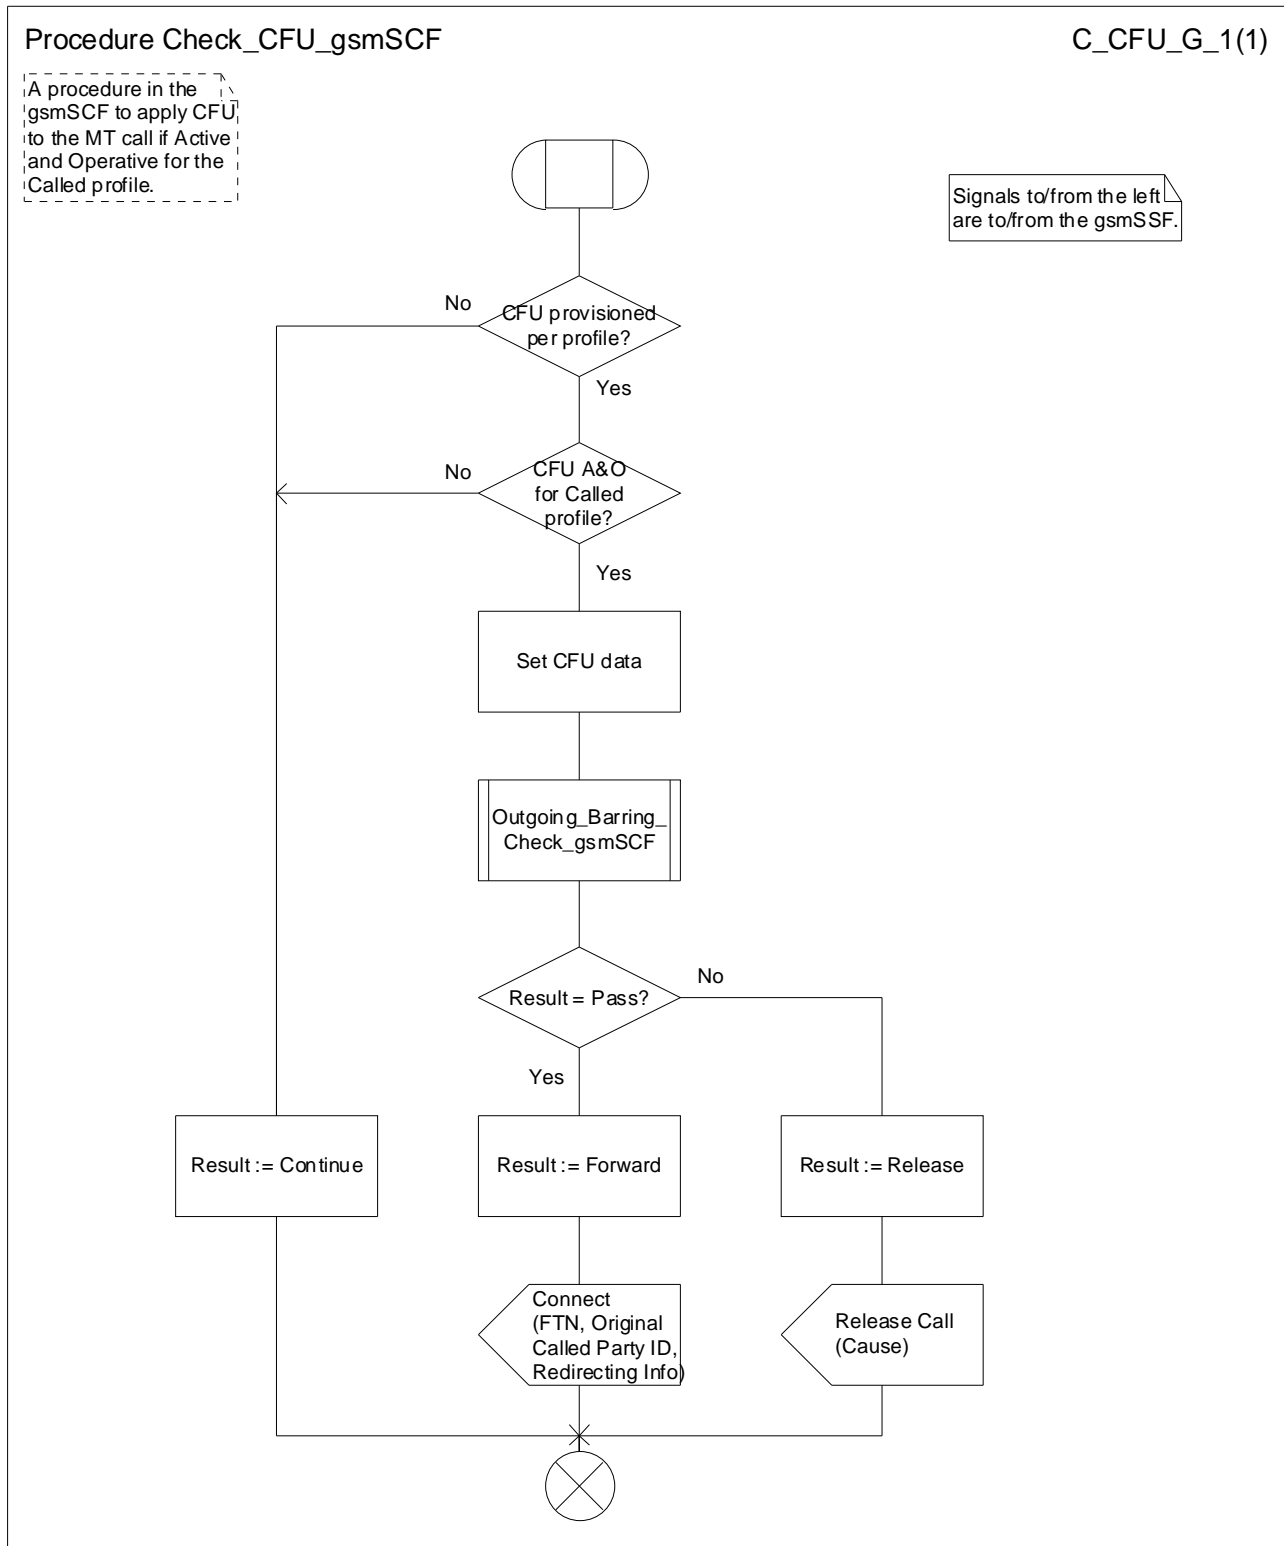 Procedure Check_CFU_gsmSCF
C_CFU_G_1(1)
A procedure in the
gsmSCF to apply CFU
to the MT call if Active
and Operative for the
Called profile.
Signals to/from the left
are to/from the gsmSSF.
No
CFU provisioned
per profile?
Yes
No
CFU A&O
for Called
profile?
Yes
Set CFU data
Outgoing_Barring_
Check_gsmSCF
No
Result = Pass?
Yes
Result := Continue
Result := Forward
Result := Release
Connect
(FTN, Original
Called Party ID,
Redirecting Info)
Release Call
(Cause)